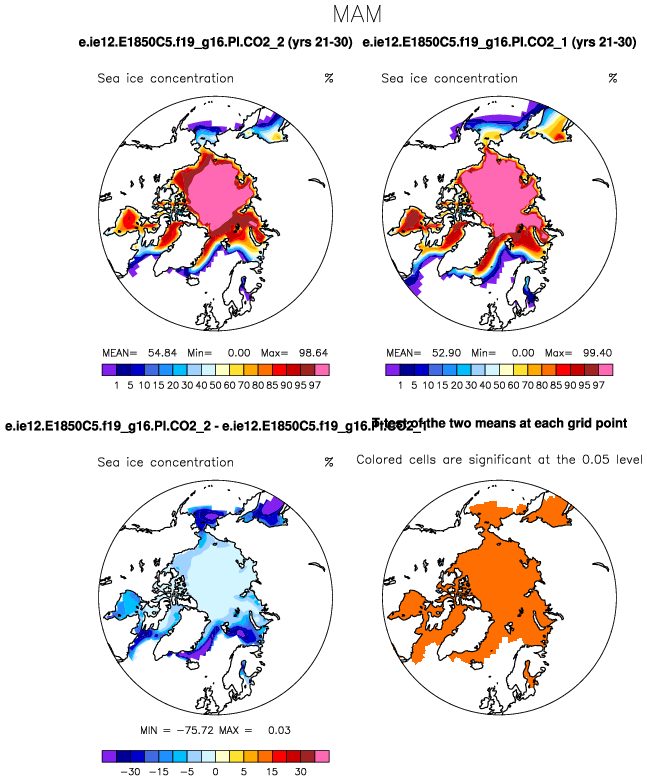 MAM
e.ie12.E1850C5.f19_g16.PI.CO2_2 (yrs 21-30) e.ie12.E1850C5.f19_g16.PI.CO2_1 (yrs 21-30)
Sea ice concentration % Sea ice concentration %
MEAN= 54.84 Min= 0.00 Max= 98.64 MEAN= 52.90 Min= 0.00 Max= 99.40
1 5 10 15 20 30 40 50 60 70 80 85 90 95 97 1 5 10 15 20 30 40 50 60 70 80 85 90 95 97
e.ie12.E1850C5.f19_g16.PI.CO2_2 - e.ie12.E1850C5.f19_g16.PI.CO2_1 T-test of the two means at each grid point
Sea ice concentration % Colored cells are significant at the 0.05 level
MIN = −75.72 MAX = 0.03
−30 −15 −5 0 5 15 30